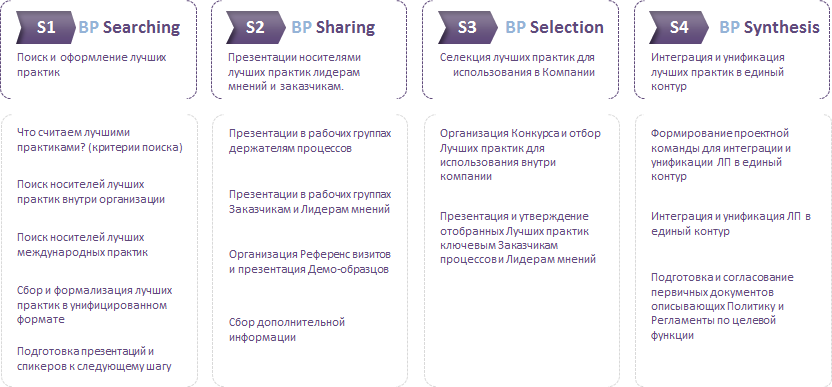 S1 BP Searching
Поиск и оформление лучших
практик
Что считаем лучшими
практиками? (критерии поиска)
Поиск носителей лучших
практик внутри организации
Поиск носителей лучших
международных практик
Сбор и формализация лучших
практик в унифицированном
формате
Подготовка презентаций и
спикеров к следующему шагу
S2 BP Sharing
Презентации носителями
лучших практик лидерам
мнений и заказчикам.
Презентации в рабочих группах
держателям процессов
Презентации в рабочих группах
Заказчикам и Лидерам мнений
Организация Референс визитов
и презентация Демо-образцов
Сбор дополнительной
информации
S3 BP Selection
Селекция лучших практик для
использования в Компании
Организация Конкурса и отбор
Лучших практик для
использования внутри
компании
Презентация и утверждение
отобранных Лучших практик
ключевым Заказчикам
процессов и Лидерам мнений
S4 BP Synthesis
Интеграция и унификация
лучших практик в единый
контур
Формирование проектной
команды для интеграции и
унификации ЛП в единый
контур
Интеграция и унификация ЛП в
единый контур
Подготовка и согласование
первичных документов
описывающих Политику и
Регламенты по целевой
функции